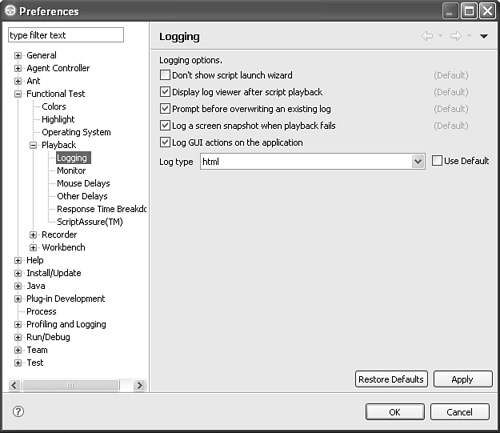 Preferences
type filter text
General
Agent Controller
Ant
Functional Test
Colors
Highlight
Operating System
Playback
Logging
Monitor
Mouse Delays
Other Delays
Response Time Breakdo
ScriptAssure(TM)
Recorder
Workbench
Help
Install/Update
Java
Plug-in Development
Process
Profiling and Logging
Run/Debug
Team
Test
Logging
Logging options.
Don't show script launch wizard (Default)
Display log viewer after script playback (Default)
Prompt before overwriting an existing log (Default)
Log a screen snapshot when playback fails (Default)
Log GUI actions on the application
Log type html Use Default
Restore Defaults Apply
? OK Cancel